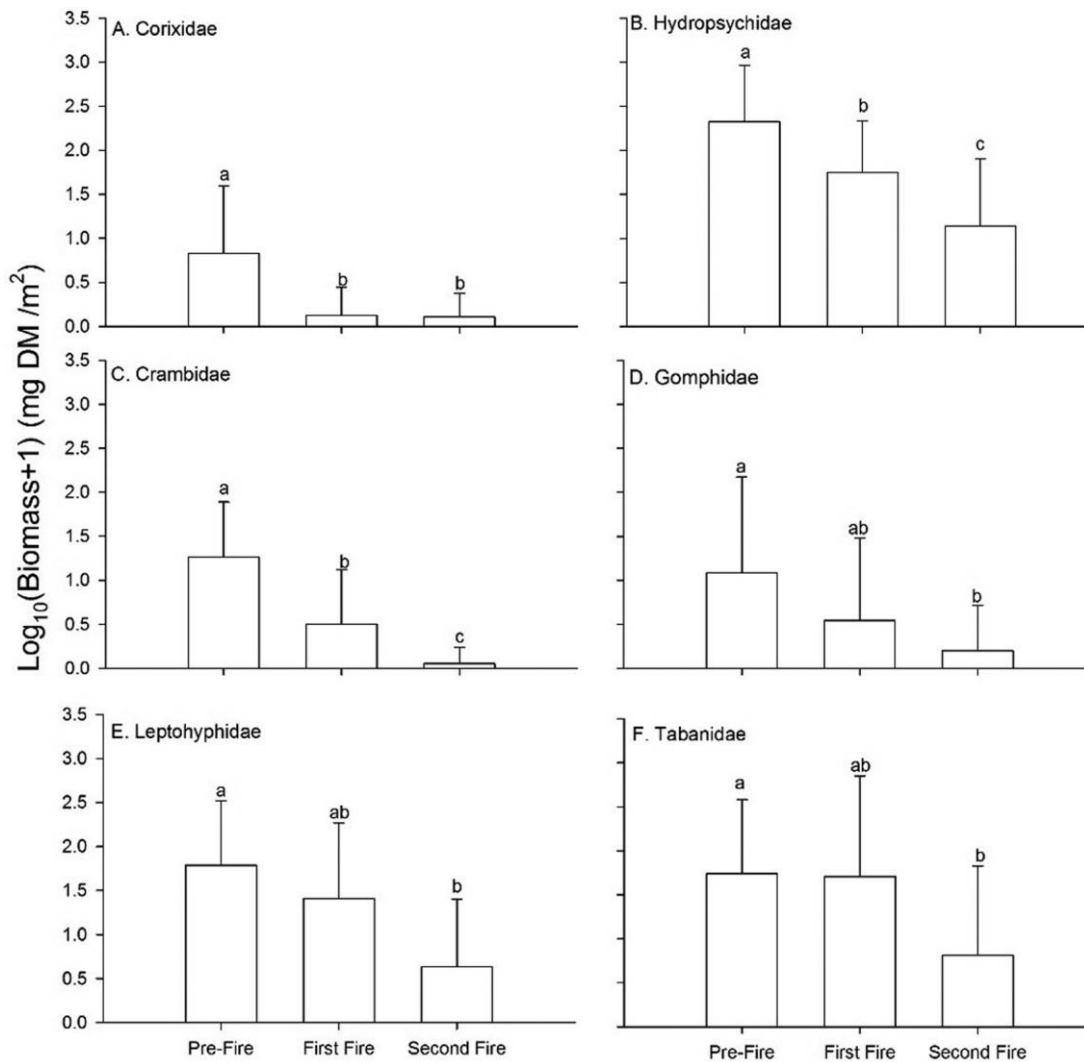 Log10(Biomass+1) (mg DM /m2)
A. Corixidae
3.5
3.0
2.5
2.0
1.5
1.0
0.5
0.0
a
b
b
B. Hydropsychidae
a
b
c
C. Crambidae
3.5
3.0
2.5
2.0
1.5
1.0
0.5
0.0
a
b
c
D. Gomphidae
a
ab
b
E. Leptohyphidae
3.5
3.0
2.5
2.0
1.5
1.0
0.5
0.0
a
ab
b
Pre-Fire First Fire Second Fire
F. Tabanidae
a
ab
b
Pre-Fire First Fire Second Fire